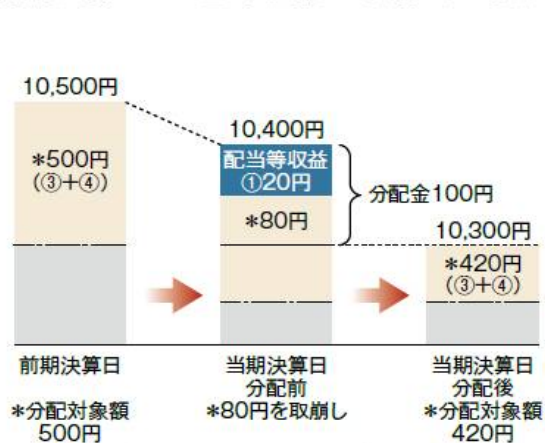 10,500円
*500円
(③+④)
10,400円
配当等収益
①20円
*80円
分配金100円
10,300円
*420円
(③+④)
前期決算日
*分配対象額
500円
当期決算日
分配前
*80円を取崩し
当期決算日
分配後
*分配対象額
420円